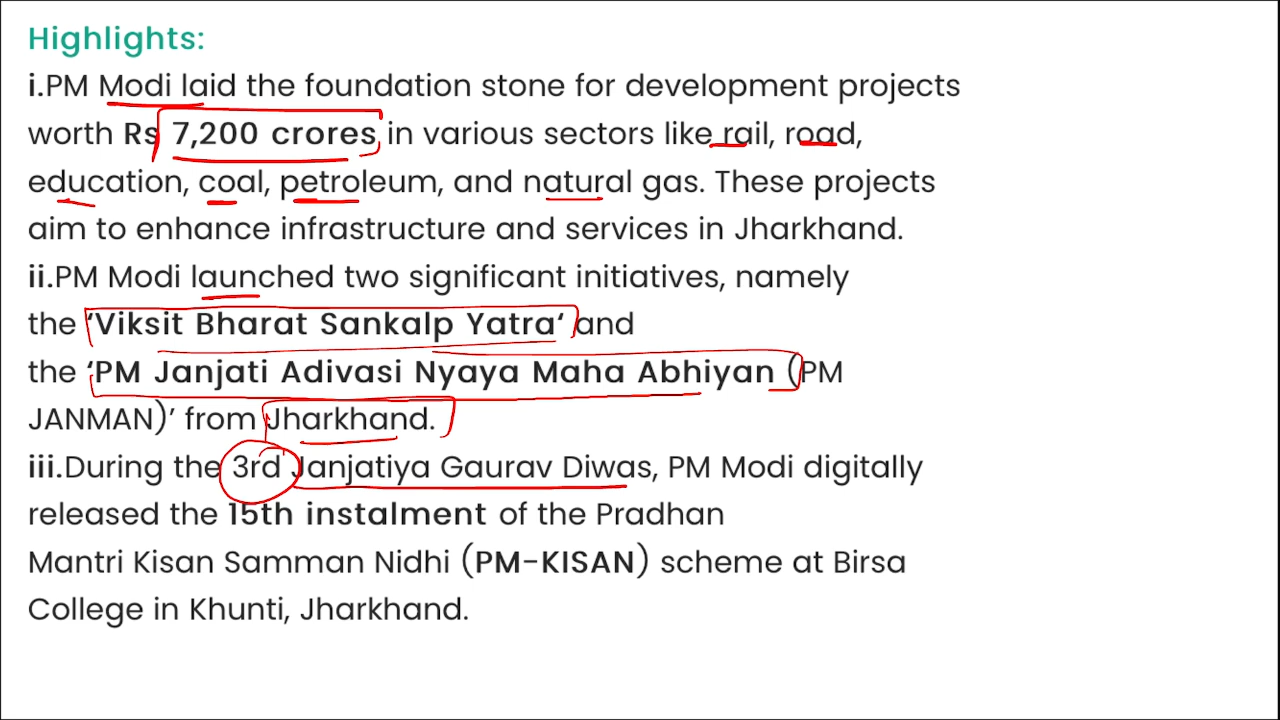 Highlights:
i.PM Modi laid the foundation stone for development projects
worth Rs 7,200 crores in various sectors like rail, road,
education, coal, petroleum, and natural gas. These projects
aim to enhance infrastructure and services in Jharkhand.
ii.PM Modi launched two significant initiatives, namely
the ‘Viksit Bharat Sankalp Yatra‘ and
the ‘PM Janjati Adivasi Nyaya Maha Abhiyan (PM
JANMAN)’ from Jharkhand.
iii.During the 3rd Janjatiya Gaurav Diwas, PM Modi digitally
released the 15th instalment of the Pradhan
Mantri Kisan Samman Nidhi (PM-KISAN) scheme at Birsa
College in Khunti, Jharkhand.